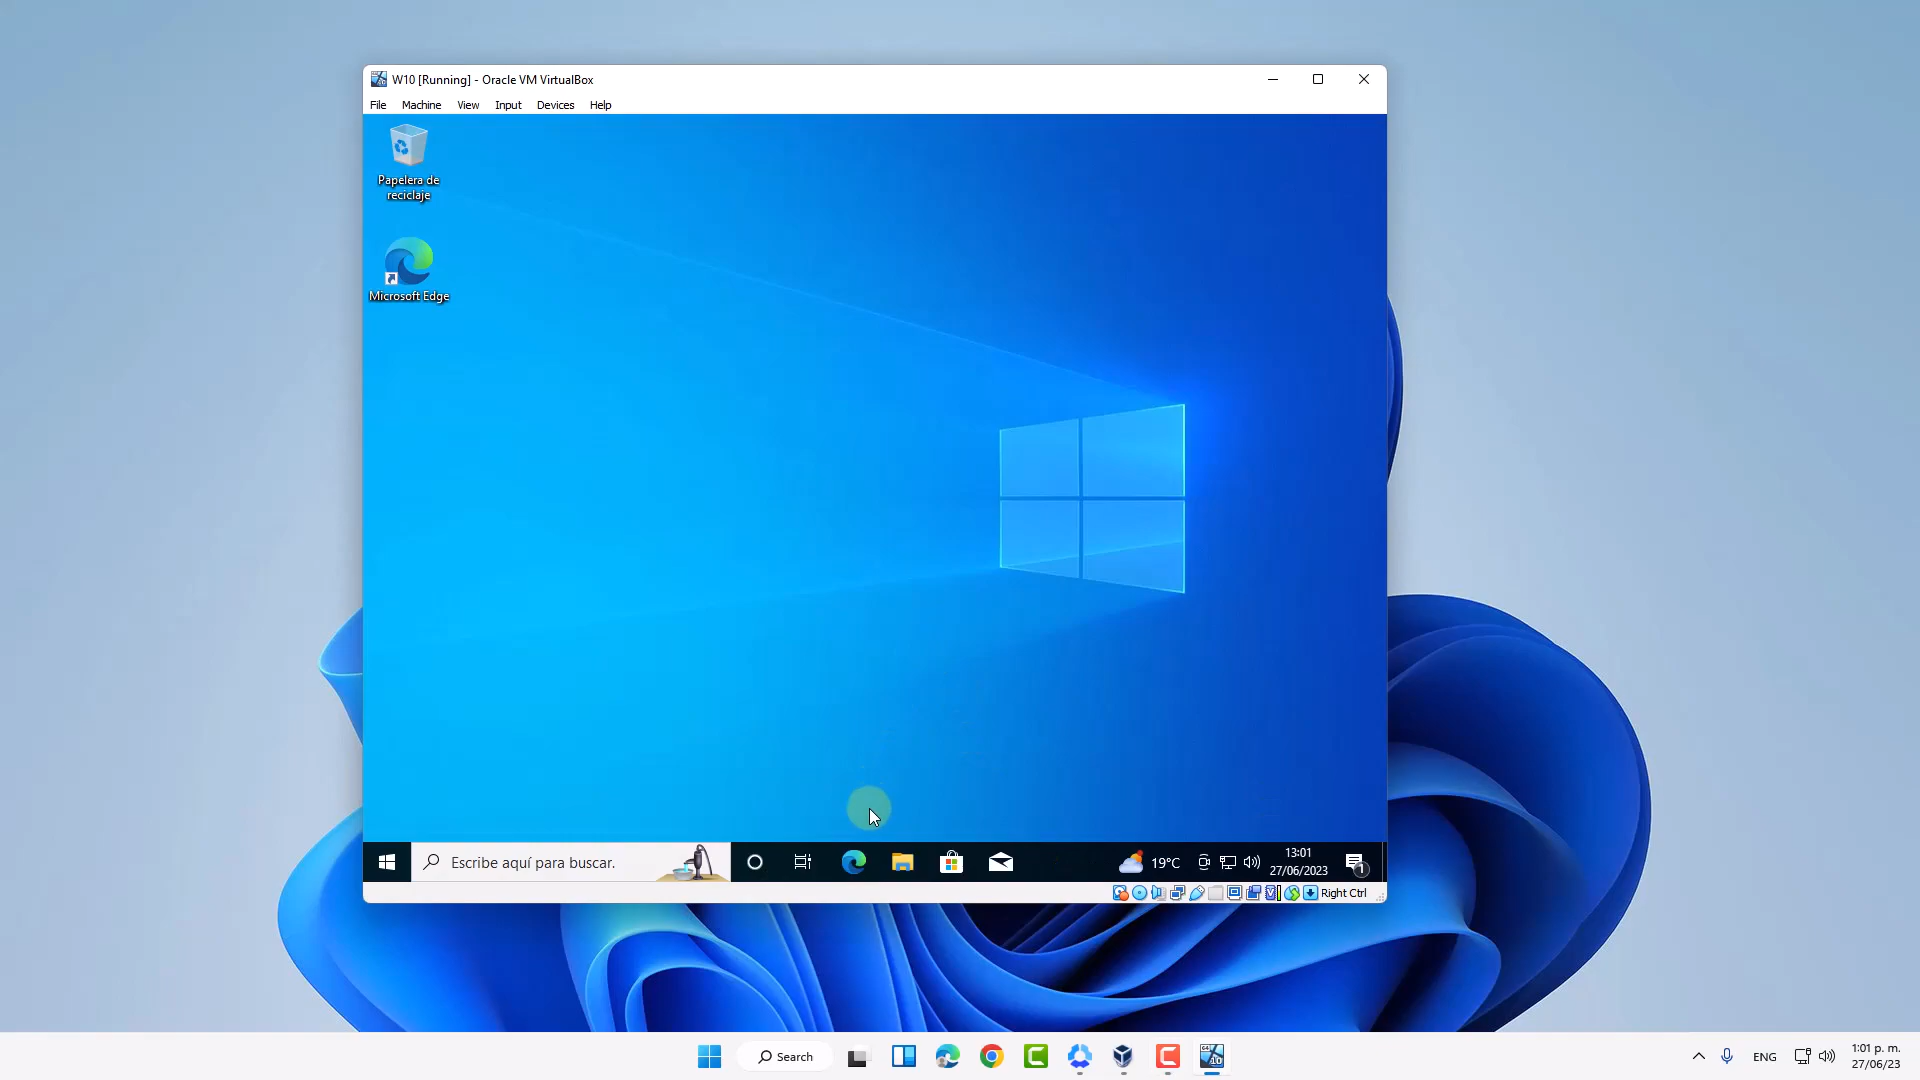 W10 [Running] - Oracle VM VirtualBox
File Machine View Input Devices Help
Papelera de
reciclaje
Microsoft Edge
Escribe aquí para buscar.
19°C
13:01
27/06/2023
1
Right Ctrl
Search
ENG
1:01 p. m.
27/06/23